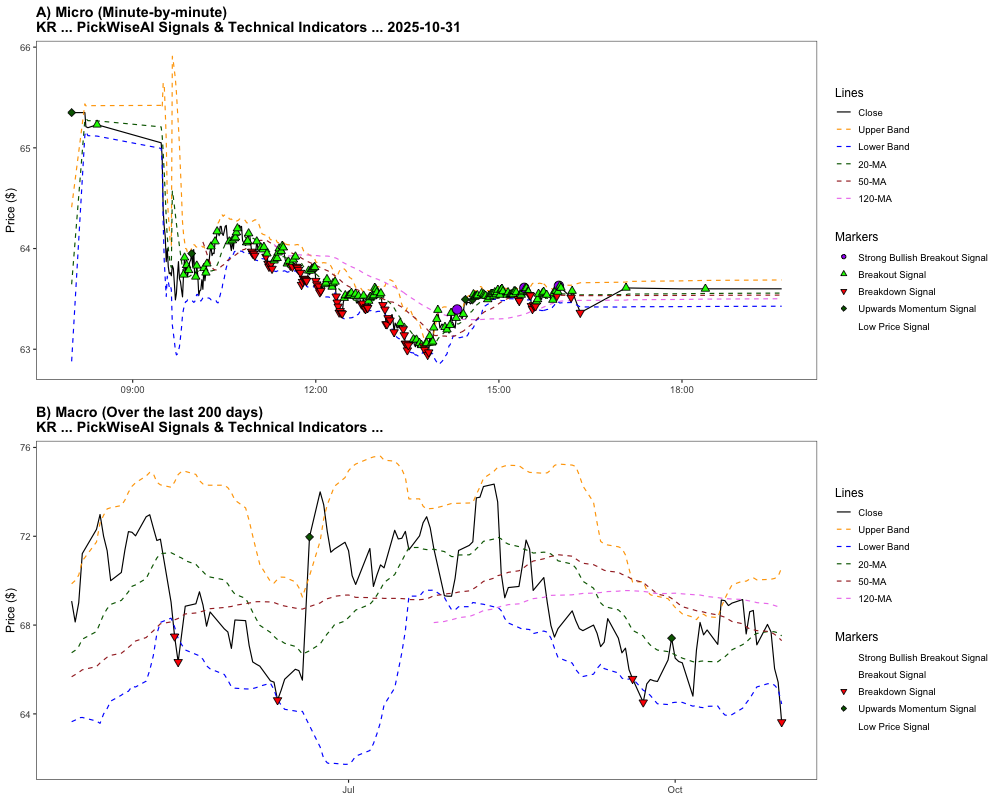 A) Micro (Minute-by-minute)
KR ... PickWiseAI Signals & Technical Indicators ... 2025-10-31
66
65
64
63
Price ($)
09:00
12:00
15:00
18:00
Lines
Close
Upper Band
Lower Band
20-MA
50-MA
120-MA
Markers
Strong Bullish Breakout Signal
Breakout Signal
Breakdown Signal
Upwards Momentum Signal
Low Price Signal
B) Macro (Over the last 200 days)
KR ... PickWiseAI Signals & Technical Indicators ...
76
72
68
64
Price ($)
Jul
Oct
Lines
Close
Upper Band
Lower Band
20-MA
50-MA
120-MA
Markers
Strong Bullish Breakout Signal
Breakout Signal
Breakdown Signal
Upwards Momentum Signal
Low Price Signal